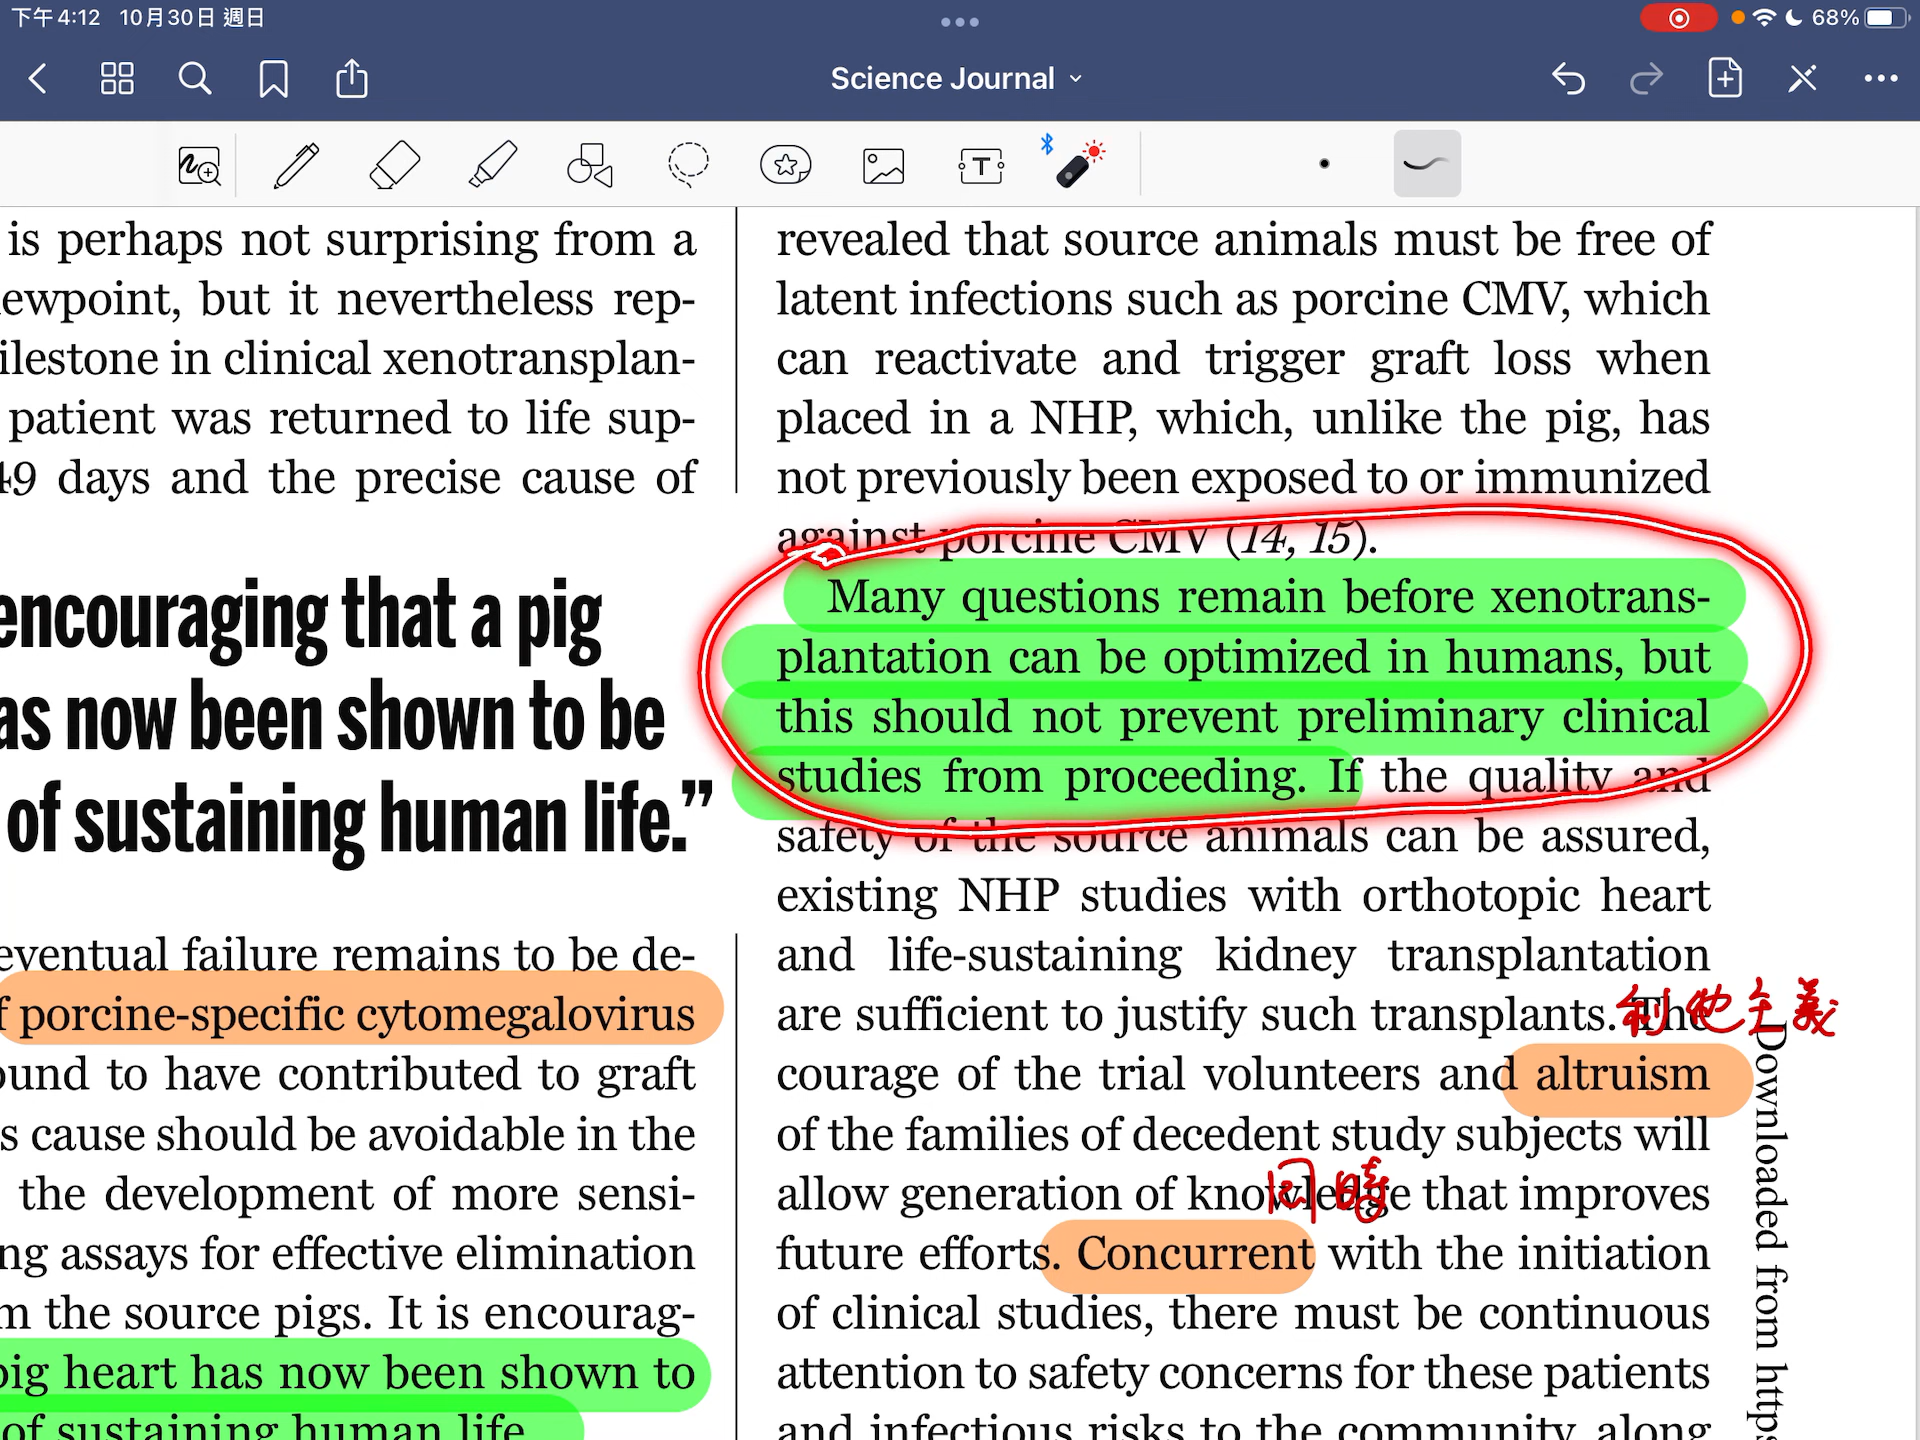 下午4:12 10月30日 週日
68%
Science Journal
T
is perhaps not surprising from a
ewpoint, but it nevertheless rep-
ilestone in clinical xenotransplan-
patient was returned to life sup-
49 days and the precise cause of
encouraging that a pig
as now been shown to be
of sustaining human life.”
eventual failure remains to be de-
f porcine-specific cytomegalovirus
ound to have contributed to graft
s cause should be avoidable in the
the development of more sensi-
ng assays for effective elimination
m the source pigs. It is encourag-
pig heart has now been shown to
of sustaining human life
revealed that source animals must be free of
latent infections such as porcine CMV, which
can reactivate and trigger graft loss when
placed in a NHP, which, unlike the pig, has
not previously been exposed to or immunized
against porcine CMV (14, 15).
Many questions remain before xenotrans-
plantation can be optimized in humans, but
this should not prevent preliminary clinical
studies from proceeding. If the quality and
safety of the source animals can be assured,
existing NHP studies with orthotopic heart
and life-sustaining kidney transplantation
are sufficient to justify such transplants. The
利他主義
courage of the trial volunteers and altruism
of the families of decedent study subjects will
allow generation of knowledge that improves
同時
future efforts. Concurrent with the initiation
of clinical studies, there must be continuous
attention to safety concerns for these patients
and infectious risks to the community, along
Downloaded from https